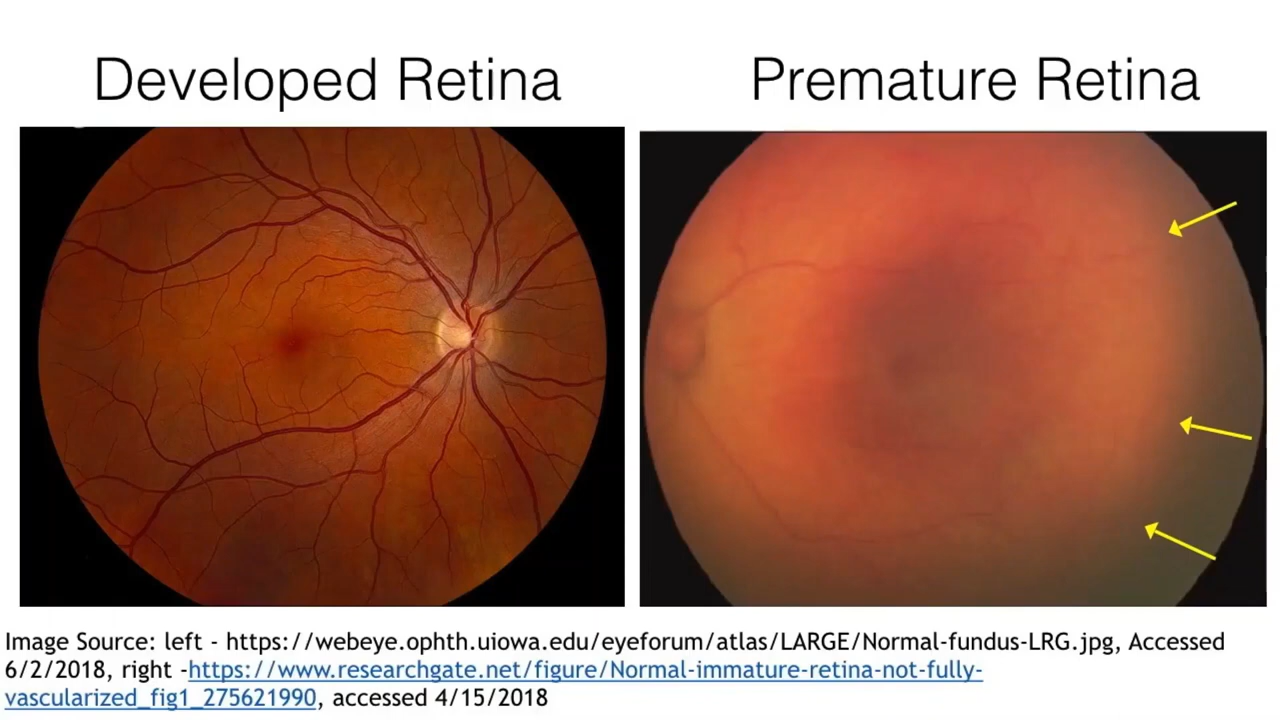 Developed Retina
Premature Retina
Image Source: left - https://webeye.ophth.uiowa.edu/eyeforum/atlas/LARGE/Normal-fundus-LRG.jpg, Accessed
6/2/2018, right -https://www.researchgate.net/figure/Normal-immature-retina-not-fully-
vascularized_fig1_275621990, accessed 4/15/2018